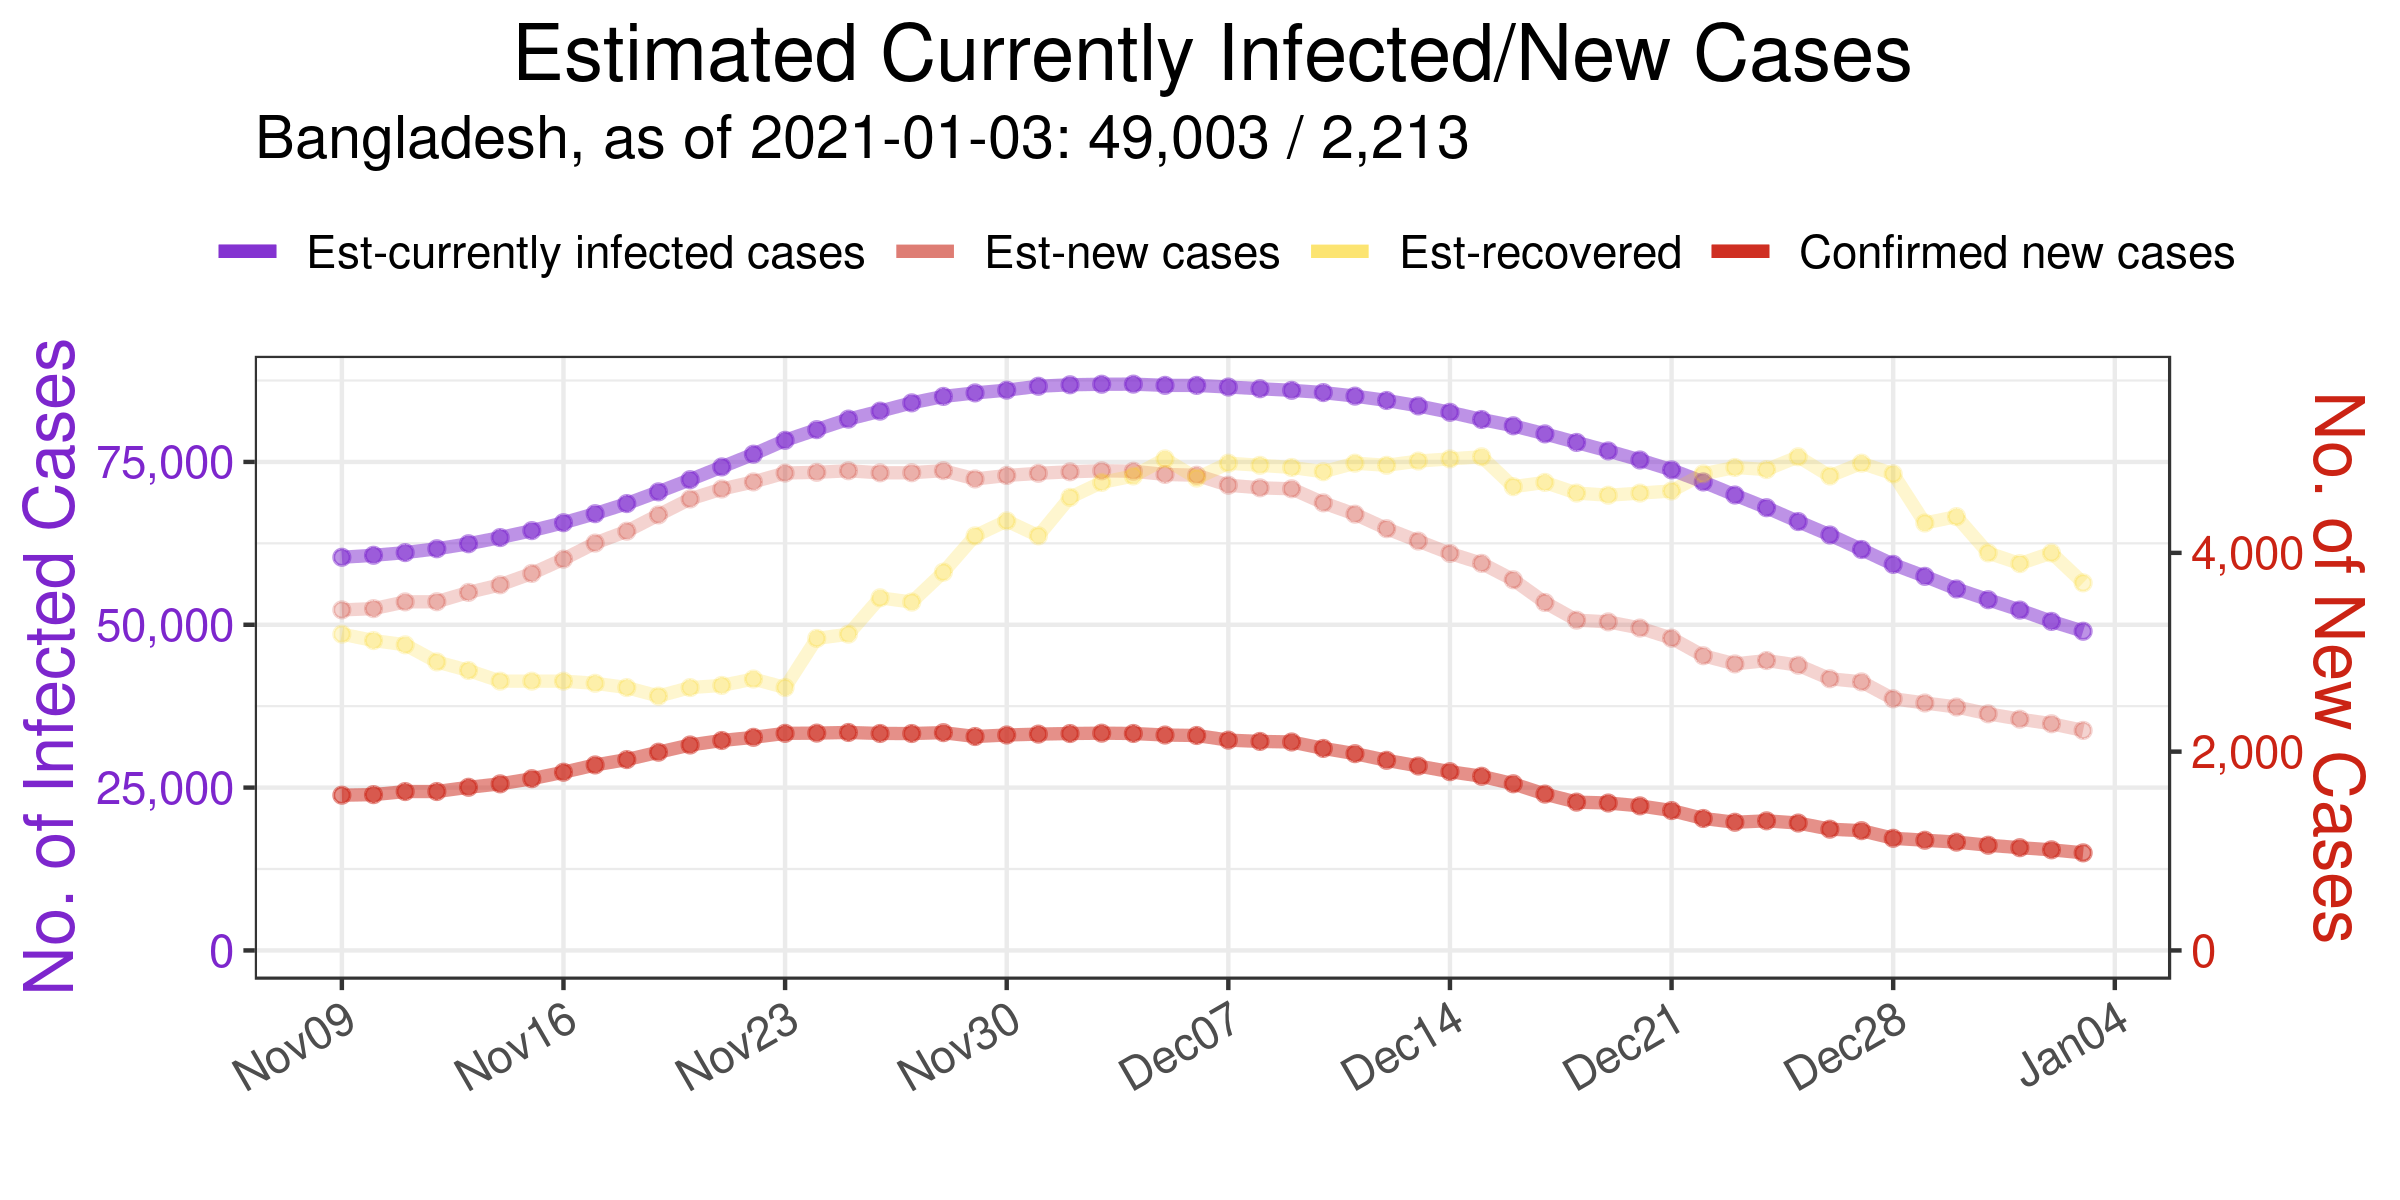 Estimated Currently Infected/New Cases
Bangladesh, as of 2021-01-03: 49,003 / 2,213
Est-currently infected cases Est-new cases Est-recovered Confirmed new cases
No. of Infected Cases
75,000
50,000
25,000
0
4,000
2,000
0
No. of New Cases
Nov09 Nov16 Nov23 Nov30 Dec07 Dec14 Dec21 Dec28 Jan04